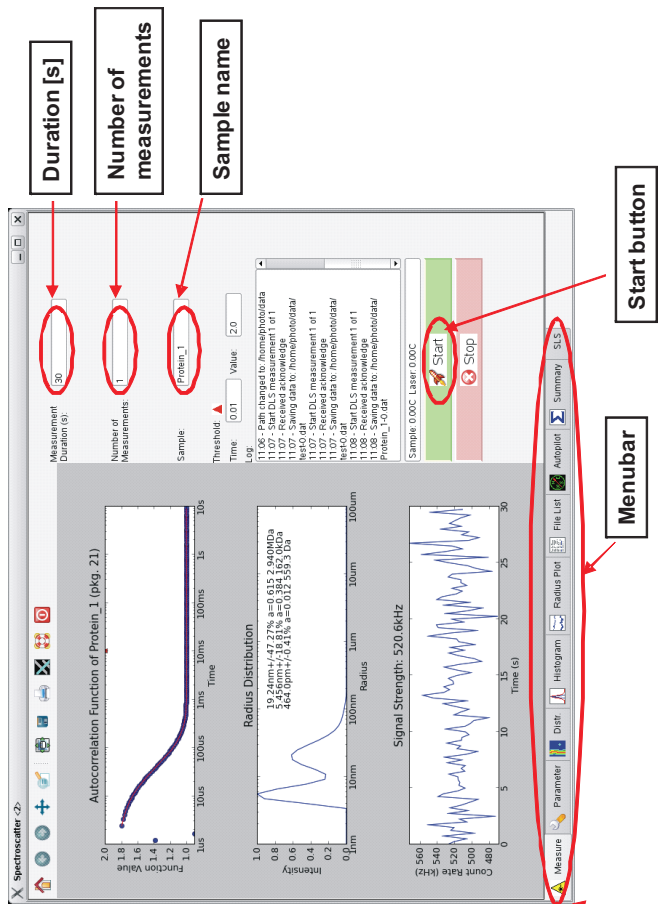 Spectroscatter <2>
Autocorrelation Function of Protein_1 (pkg. 21)
Function Value
2.0
1.8
1.6
1.4
1.2
1.0
1us
10us
100us
1ms
10ms
100ms
1s
10s
Time
Radius Distribution
19.24nm+/-47.27% a=0.615 2.940MDa
5.456nm+/-18.81% a=0.384 162.0kDa
464.0pm+/-0.41% a=0.012 559.3 Da
Intensity
1.0
0.8
0.6
0.4
0.2
0.0
1nm
10nm
100nm
1um
10um
100um
Radius
Signal Strength: 520.6kHz
Count Rate (kHz)
560
540
520
500
480
0
5
10
15
20
25
30
Time (s)
Measurement
Duration (s):
30
Number of
Measurements:
1
Sample:
Protein_1
Threshold:
Time:
0.01
Value:
2.0
Log:
11:06 - Path changed to: /home/photo/data
11:07 - Start DLS measurement 1 of 1
11:07 - Received acknowledge
11:07 - Saving data to: /home/photo/data/
test-0.dat
11:07 - Start DLS measurement 1 of 1
11:07 - Received acknowledge
11:07 - Saving data to: /home/photo/data/
test-0.dat
11:08 - Start DLS measurement 1 of 1
11:08 - Received acknowledge
11:08 - Saving data to: /home/photo/data/
Protein_1-0.dat
Sample: 0.00C Laser: 0.00C
Start
Stop
Measure
Parameter
Distr.
Histogram
Radius Plot
File List
Autopilot
Summary
SLS
Duration [s]
Number of
measurements
Sample name
Start button
Menubar